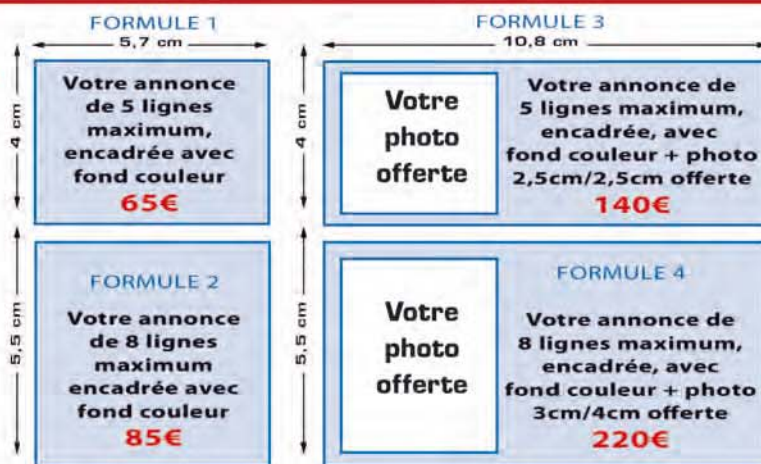 FORMULE 1
5,7 cm
4 cm
Votre annonce
de 5 lignes
maximum,
encadrée avec
fond couleur
65€
FORMULE 3
10,8 cm
4 cm
Votre
photo
offerte
Votre annonce de
5 lignes maximum,
encadrée, avec
fond couleur + photo
2,5cm/2,5cm offerte
140€
5,5 cm
FORMULE 2
Votre annonce
de 8 lignes
maximum
encadrée avec
fond couleur
85€
5,5 cm
Votre
photo
offerte
FORMULE 4
Votre annonce de
8 lignes maximum,
encadrée, avec
fond couleur + photo
3cm/4cm offerte
220€